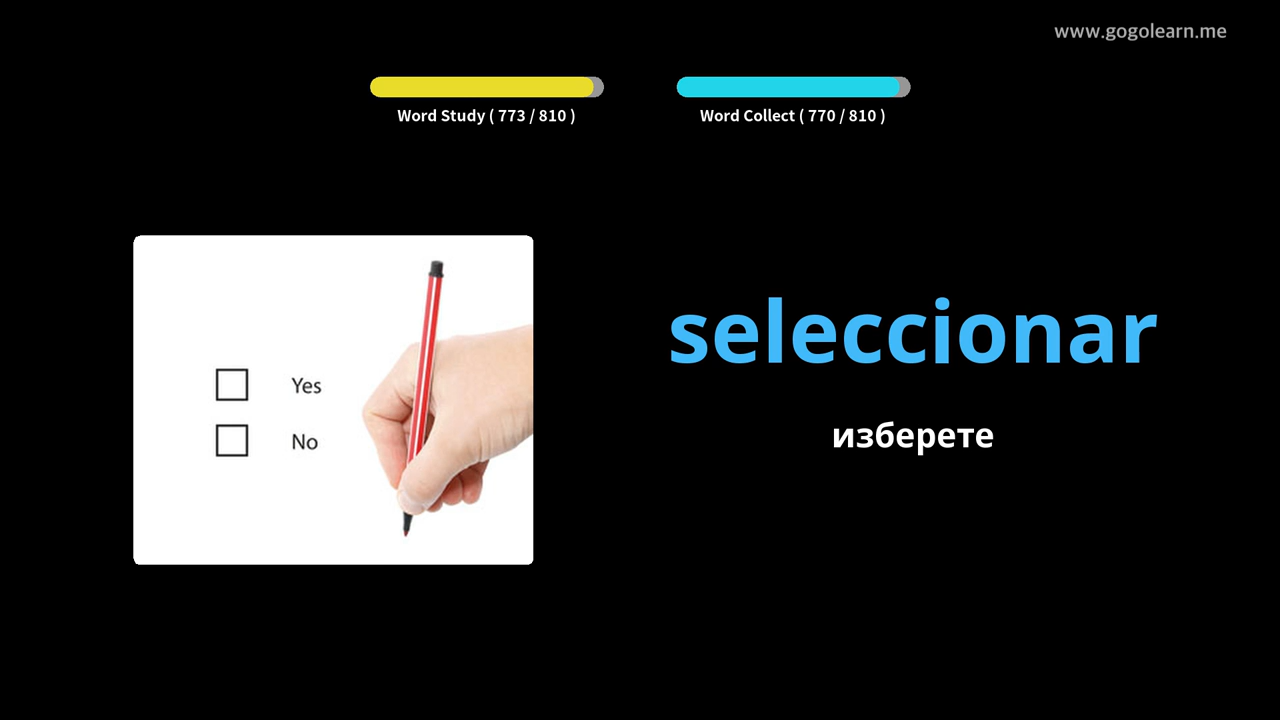 www.gogolearn.me
Word Study ( 773 / 810 )
Word Collect ( 770 / 810 )
seleccionar
изберете
Yes
No